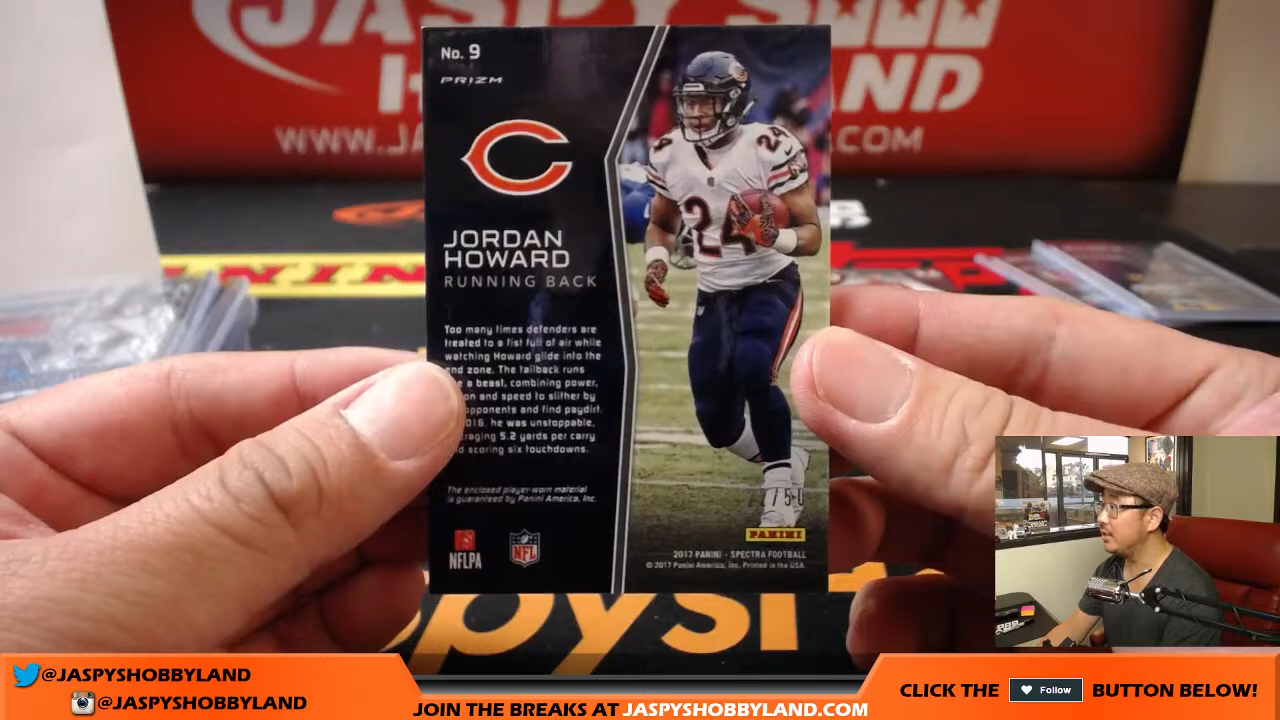 JASPYS
H LAND
WWW.JA COM
No. 9
PRIZM
24
24
JORDAN
HOWARD
RUNNING BACK
Too many times defenders are
treated to a fist full of air while
watching Howard glide into the
end zone. The tailback runs
a beast, combining power,
and speed to slither by
opponents and find paydirt.
he was unstoppable,
5.2 yards per carry
scoring six touchdowns.
The enclosed player-worn material
is guaranteed by Panini America, Inc.
NFLPA
NFL
PANINI
2017 PANINI - SPECTRA FOOTBALL
© 2017 Panini America, Inc. Printed in the USA.
@JASPYSHOBBYLAND
@JASPYSHOBBYLAND
JOIN THE BREAKS AT JASPYSHOBBYLAND.COM
CLICK THE Follow BUTTON BELOW!